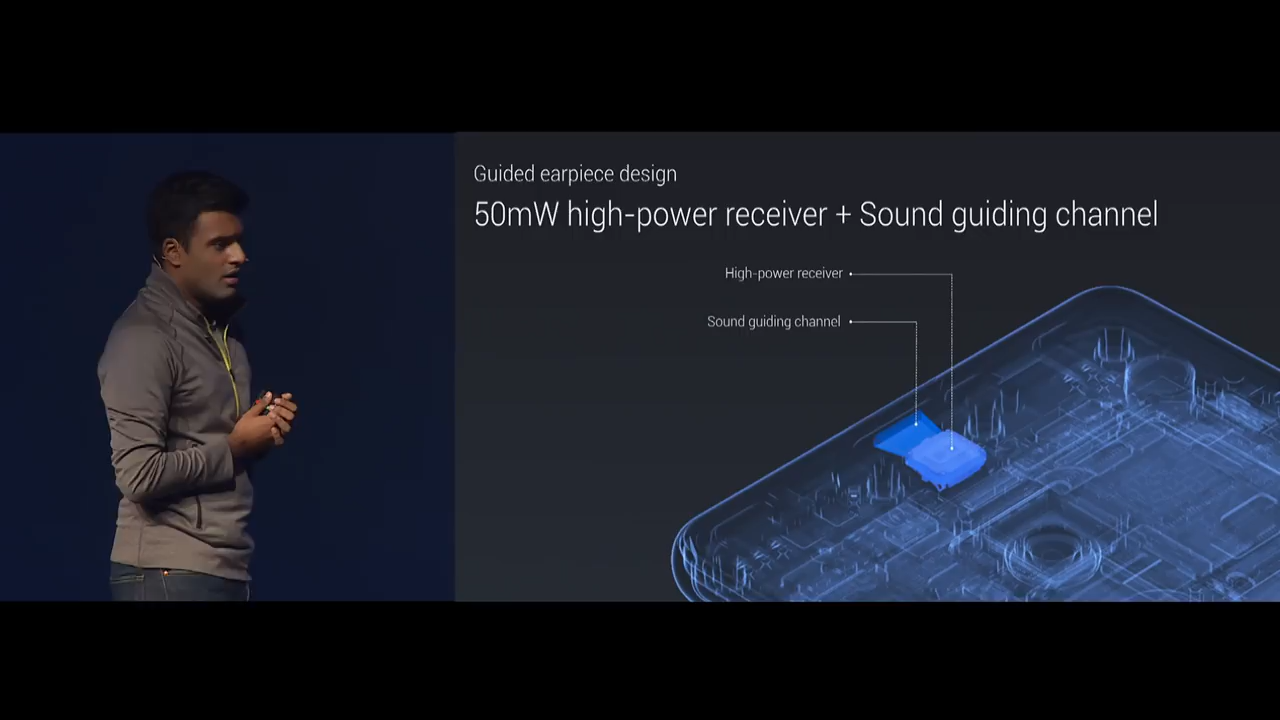 Guided earpiece design
50mW high-power receiver + Sound guiding channel
High-power receiver
Sound guiding channel